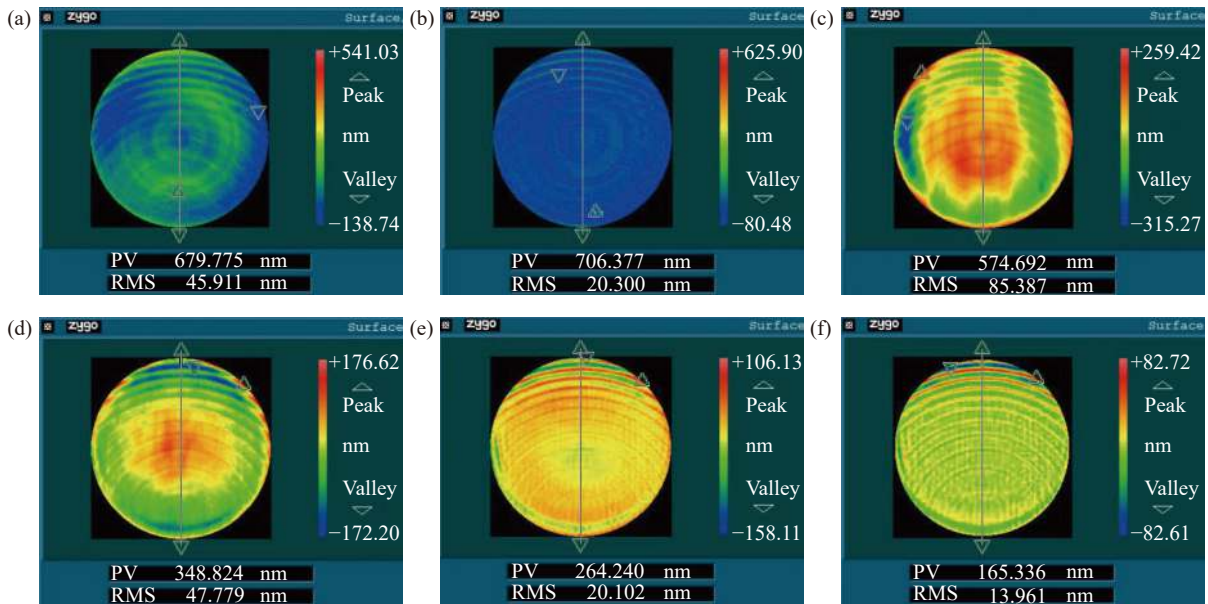 (a)
zygo
Surface
+541.03
Peak
nm
Valley
−138.74
PV 679.775 nm
RMS 45.911 nm
(b)
zygo
Surface
+625.90
Peak
nm
Valley
−80.48
PV 706.377 nm
RMS 20.300 nm
(c)
zygo
Surface
+259.42
Peak
nm
Valley
−315.27
PV 574.692 nm
RMS 85.387 nm
(d)
zygo
Surface
+176.62
Peak
nm
Valley
−172.20
PV 348.824 nm
RMS 47.779 nm
(e)
zygo
Surface
+106.13
Peak
nm
Valley
−158.11
PV 264.240 nm
RMS 20.102 nm
(f)
zygo
Surface
+82.72
Peak
nm
Valley
−82.61
PV 165.336 nm
RMS 13.961 nm